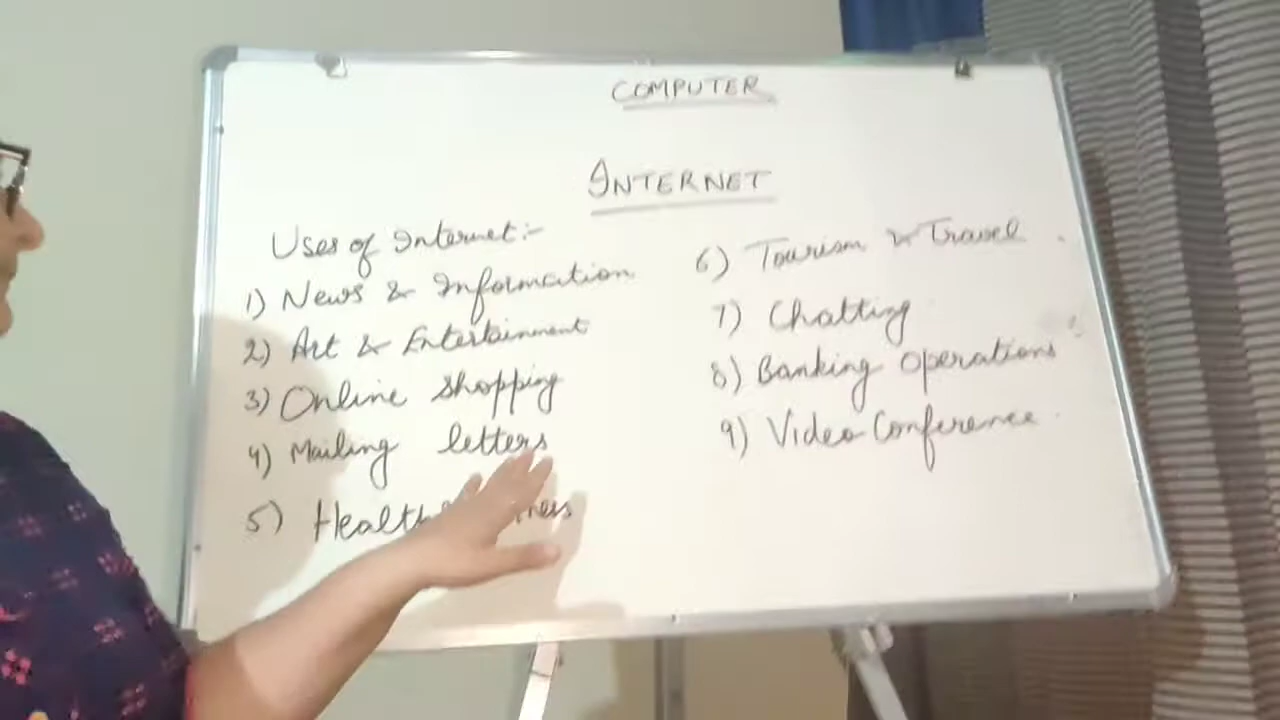 COMPUTER
INTERNET
Uses of Internet:-
1) News & Information
2) Art & Entertainment
3) Online shopping
4) Mailing letters
5) Health
6) Tourism & Travel
7) Chatting
8) Banking operations
9) Video Conference